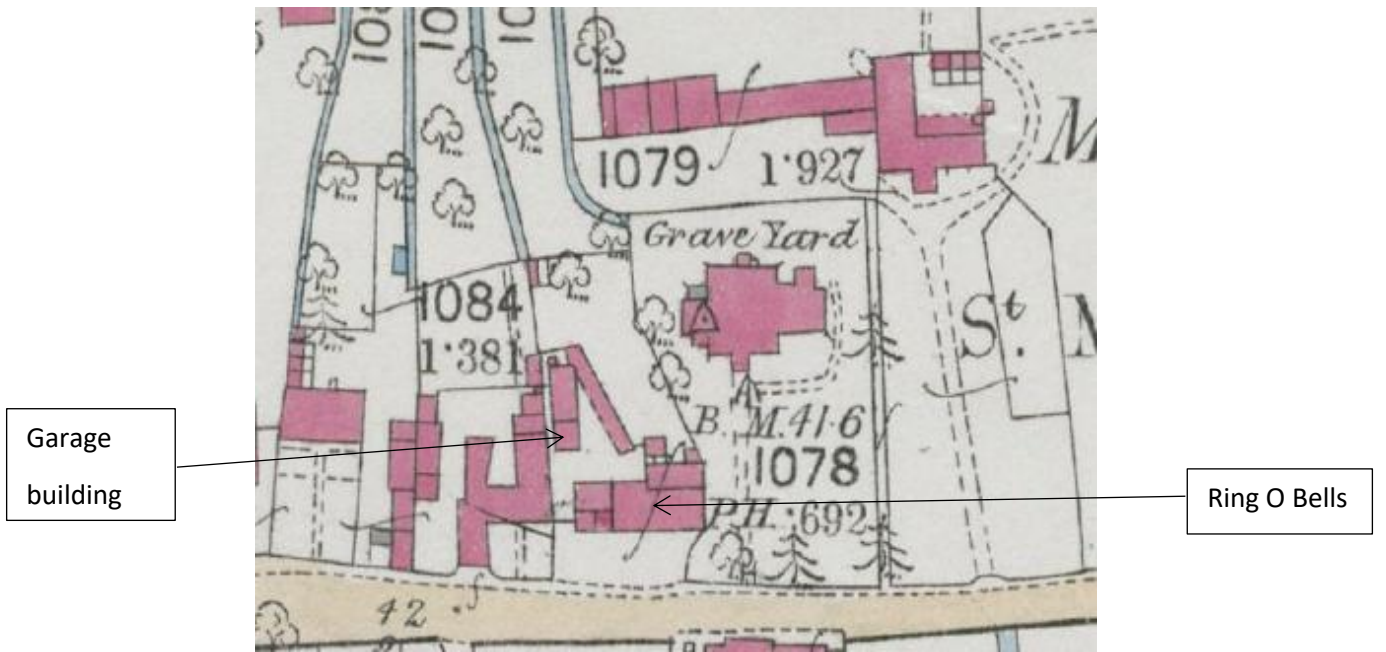 1079 1·927
M
Grave Yard
1084
1·381
St.
Garage
building
B. M. 41·6
1078
P.H. ·692
Ring O Bells
42